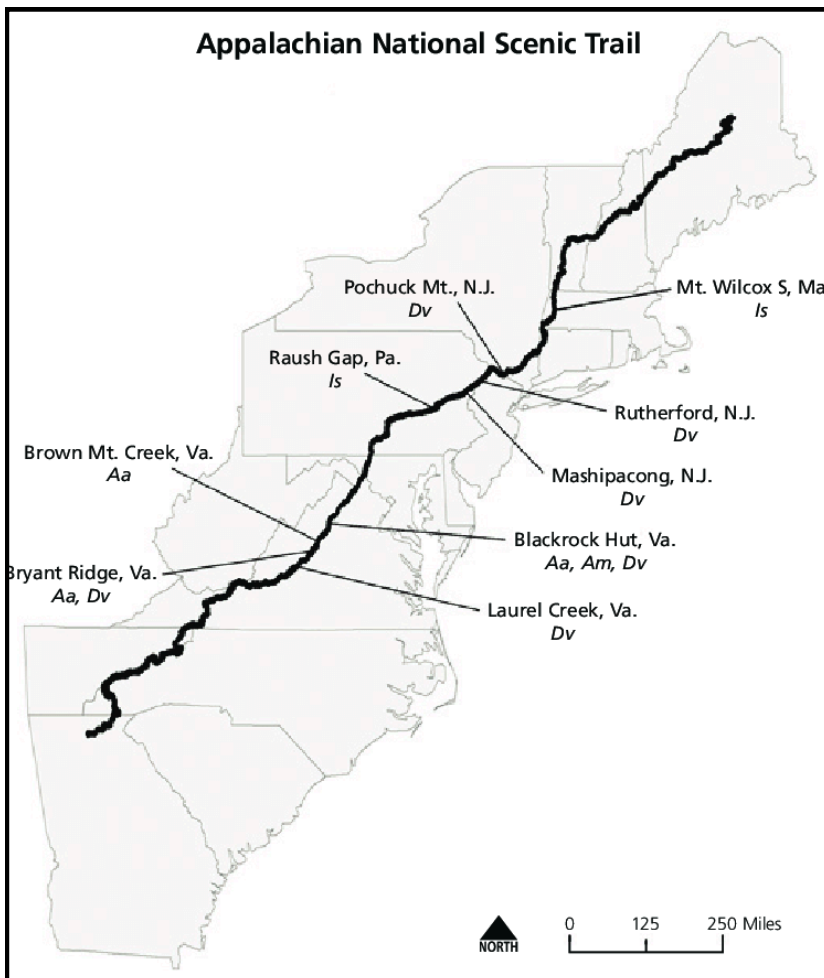 Appalachian National Scenic Trail
Pochuck Mt., N.J.
Dv
Mt. Wilcox S, Ma
Is
Raush Gap, Pa.
Is
Rutherford, N.J.
Dv
Brown Mt. Creek, Va.
Aa
Mashipacong, N.J.
Dv
Blackrock Hut, Va.
Aa, Am, Dv
Bryant Ridge, Va.
Aa, Dv
Laurel Creek, Va.
Dv
NORTH
0 125 250 Miles